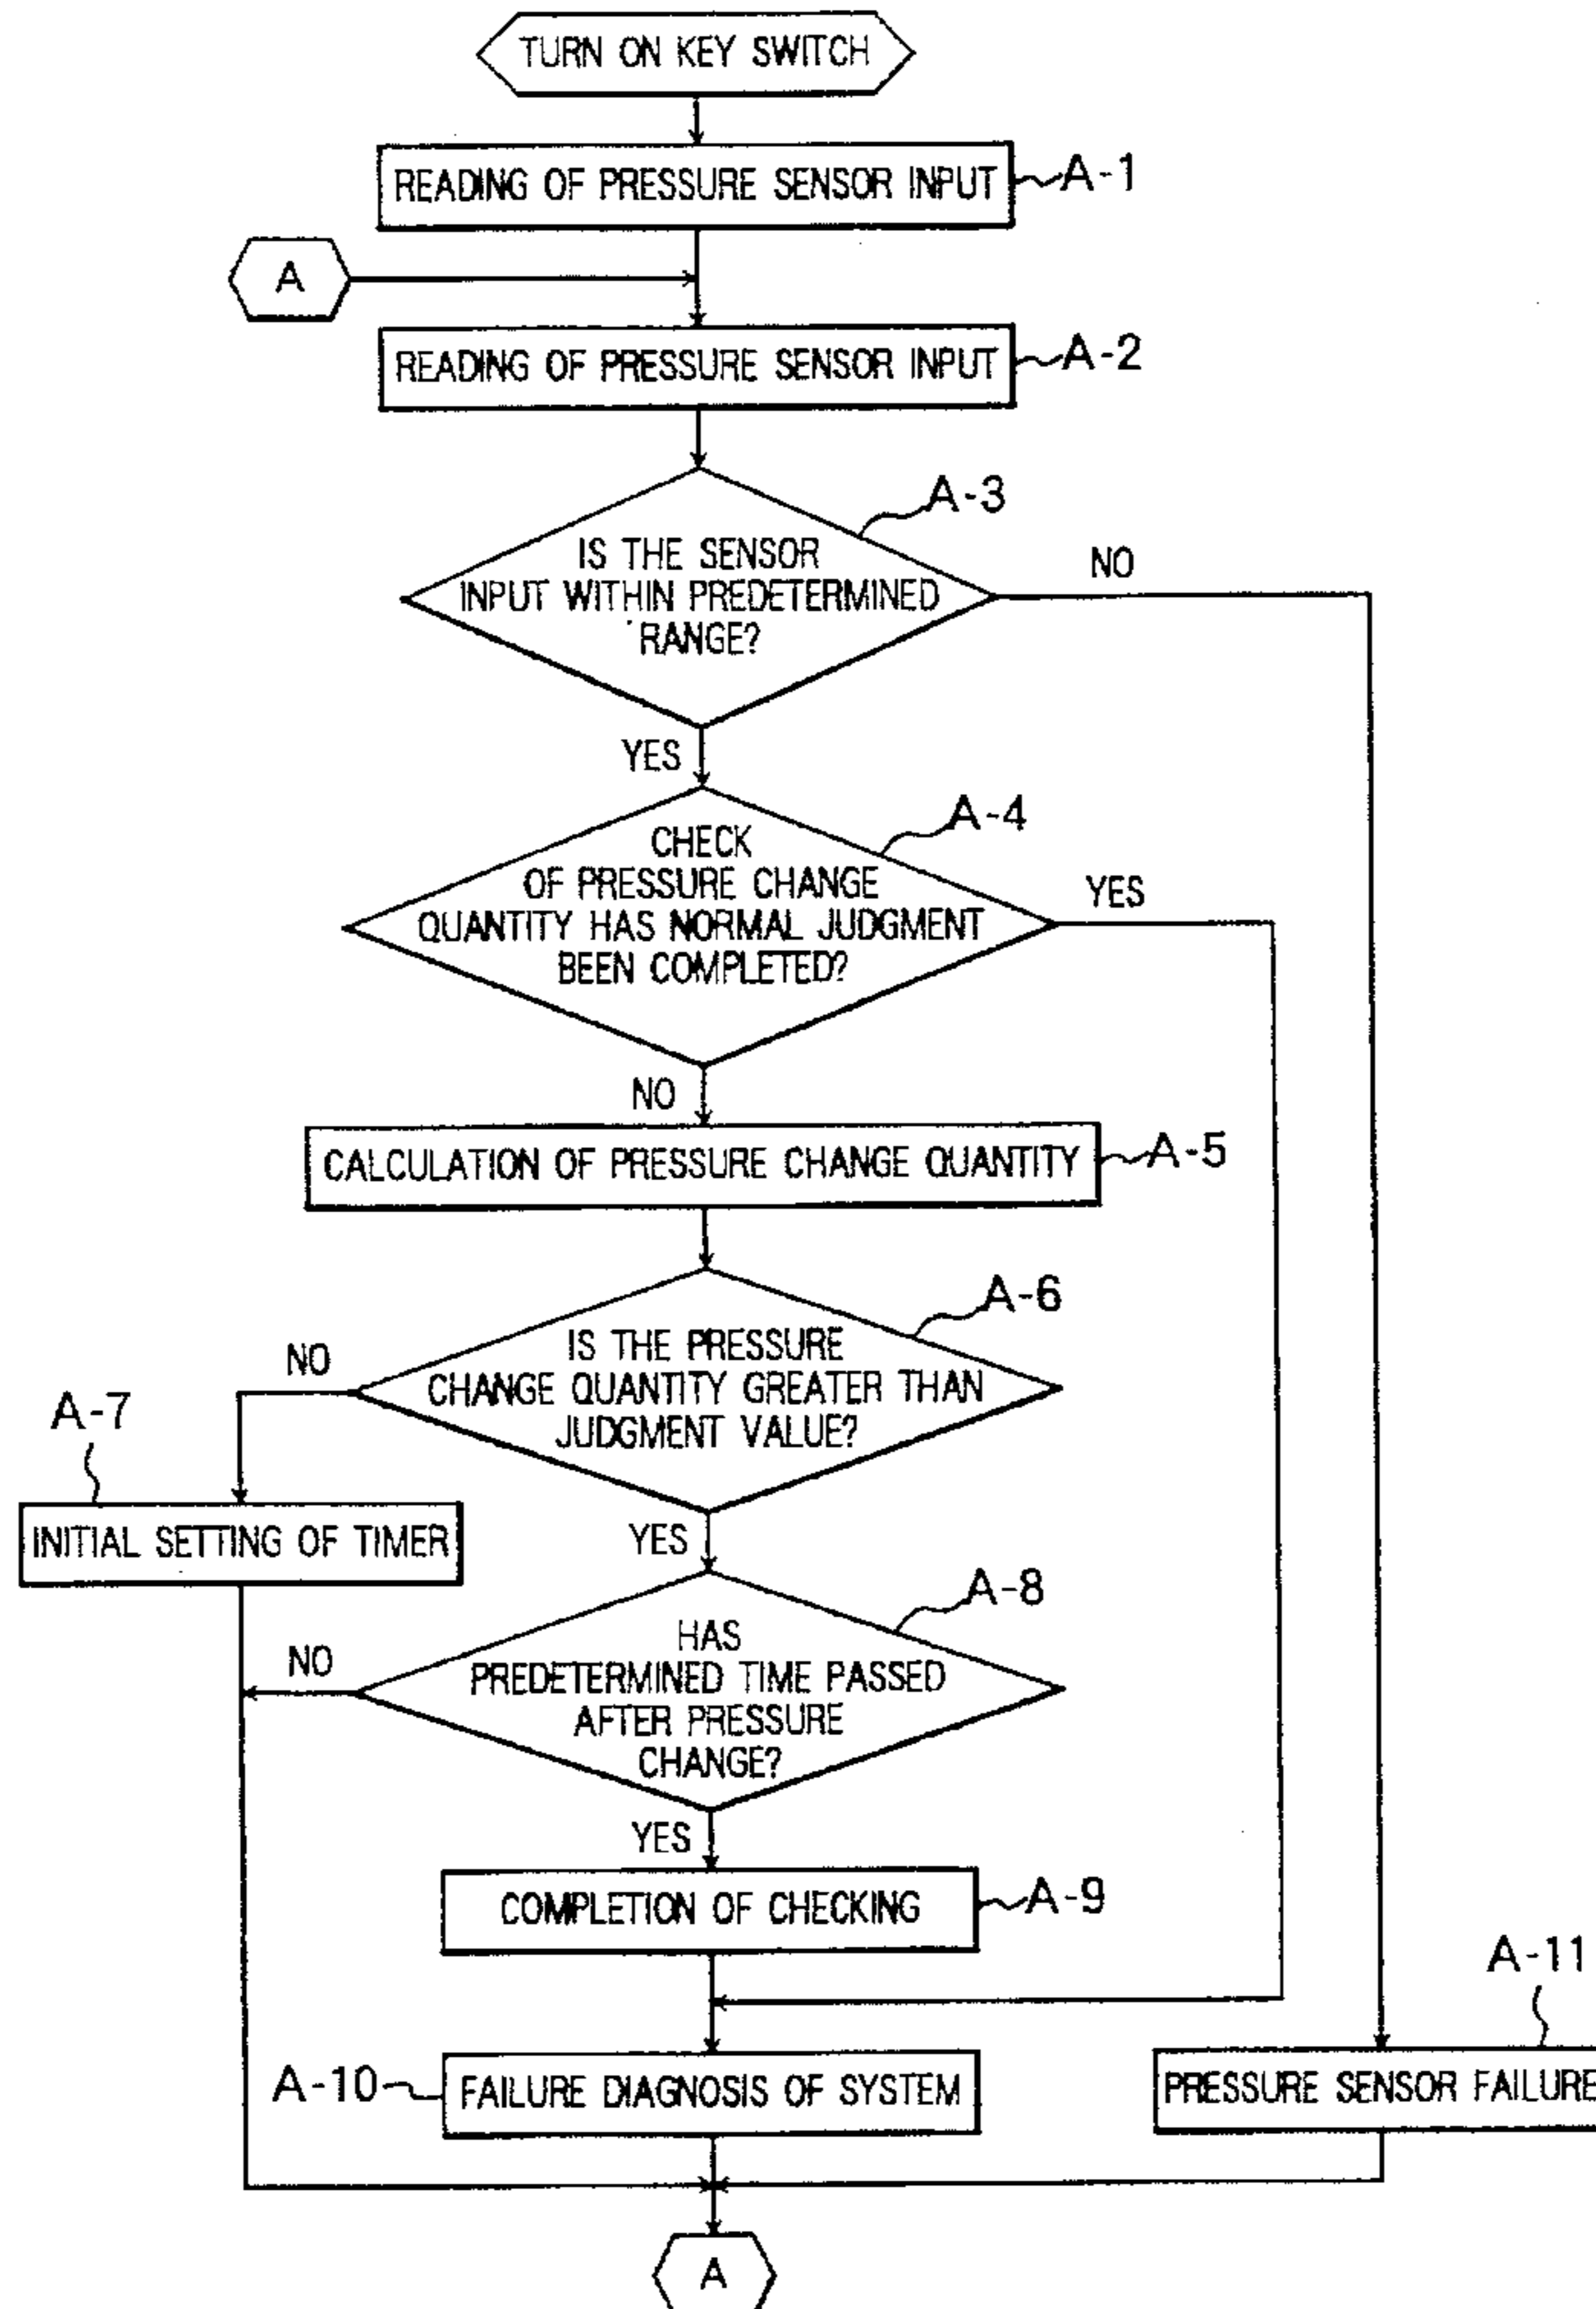 TURN ON KEY SWITCH
READING OF PRESSURE SENSOR INPUT
A-1
A
READING OF PRESSURE SENSOR INPUT
A-2
A-3
IS THE SENSOR
INPUT WITHIN PREDETERMINED
RANGE?
NO
YES
A-4
CHECK
OF PRESSURE CHANGE
QUANTITY HAS NORMAL JUDGMENT
BEEN COMPLETED?
YES
NO
CALCULATION OF PRESSURE CHANGE QUANTITY
A-5
A-6
IS THE PRESSURE
CHANGE QUANTITY GREATER THAN
JUDGMENT VALUE?
NO
A-7
INITIAL SETTING OF TIMER
YES
A-8
HAS
PREDETERMINED TIME PASSED
AFTER PRESSURE
CHANGE?
NO
YES
COMPLETION OF CHECKING
A-9
A-10
FAILURE DIAGNOSIS OF SYSTEM
A-11
PRESSURE SENSOR FAILURE
A